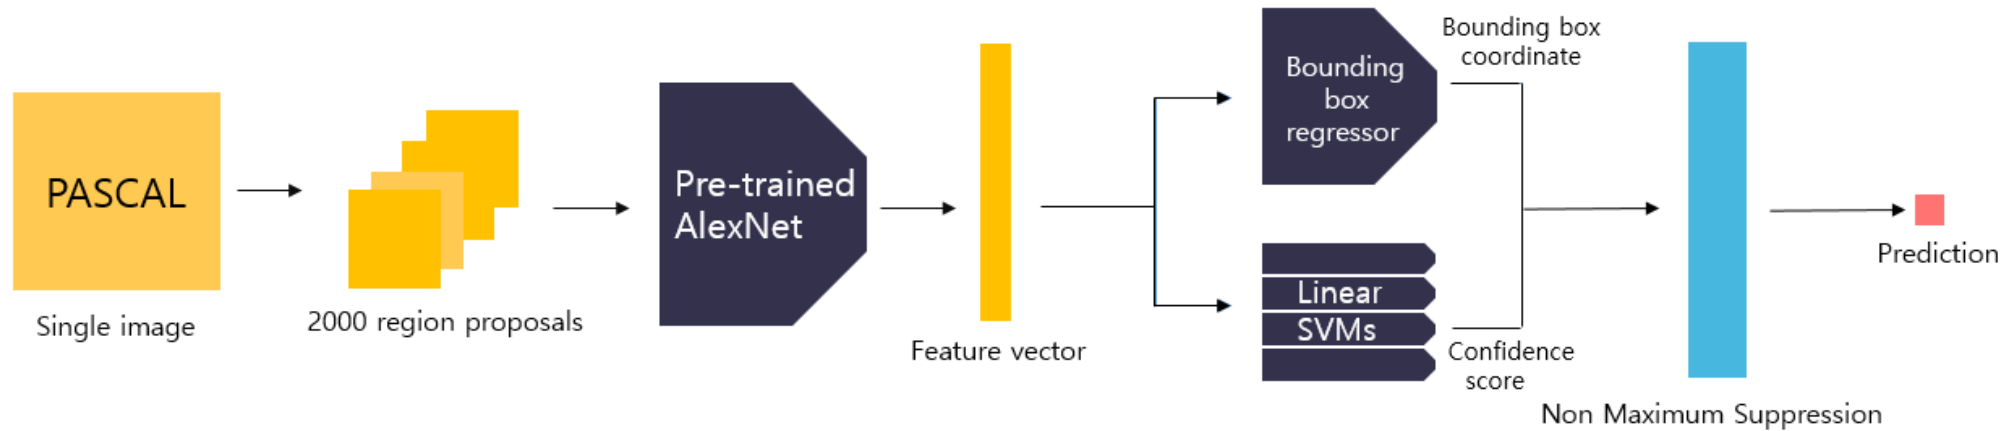 PASCAL
Single image
2000 region proposals
Pre-trained
AlexNet
Feature vector
Bounding
box
regressor
Bounding box
coordinate
Linear
SVMs
Confidence
score
Non Maximum Suppression
Prediction